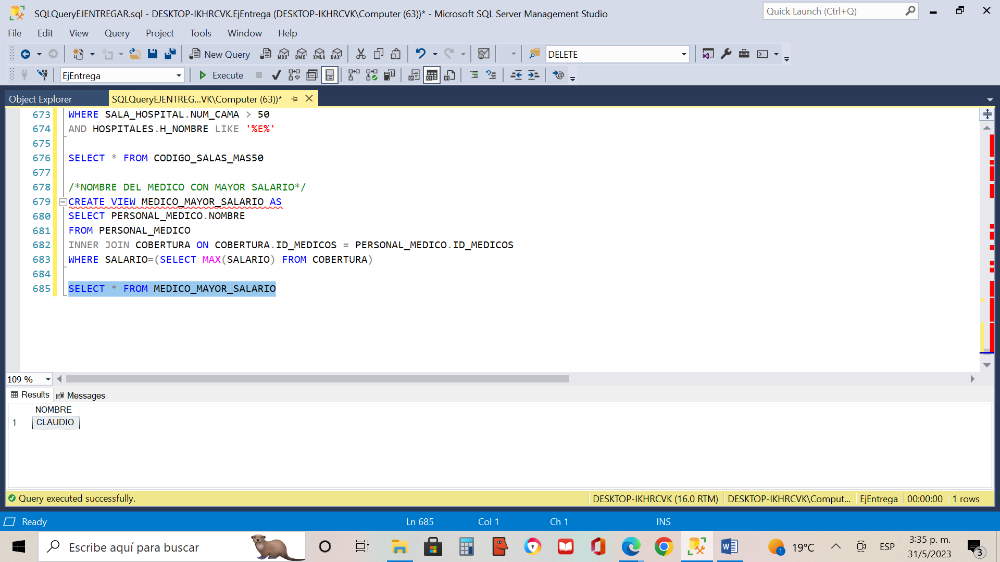 SQLQueryEJENTREGAR.sql - DESKTOP-IKHRCVK.EjEntrega (DESKTOP-IKHRCVK\Computer (63))* - Microsoft SQL Server Management Studio
Quick Launch (Ctrl+Q)
File Edit View Query Project Tools Window Help
New Query MDX DMX XMLA DAX DELETE
EjEntrega Execute
Object Explorer SQLQueryEJENTREG...VK\Computer (63))*
673 WHERE SALA_HOSPITAL.NUM_CAMA > 50
674 AND HOSPITALES.H_NOMBRE LIKE '%E%'
675
676 SELECT * FROM CODIGO_SALAS_MAS50
677
678 /*NOMBRE DEL MEDICO CON MAYOR SALARIO*/
679 CREATE VIEW MEDICO_MAYOR_SALARIO AS
680 SELECT PERSONAL_MEDICO.NOMBRE
681 FROM PERSONAL_MEDICO
682 INNER JOIN COBERTURA ON COBERTURA.ID_MEDICOS = PERSONAL_MEDICO.ID_MEDICOS
683 WHERE SALARIO=(SELECT MAX(SALARIO) FROM COBERTURA)
684
685 SELECT * FROM MEDICO_MAYOR_SALARIO
109 %
Results Messages
NOMBRE
1 CLAUDIO
Query executed successfully. DESKTOP-IKHRCVK (16.0 RTM) DESKTOP-IKHRCVK\Comput... EjEntrega 00:00:00 1 rows
Ready Ln 685 Col 1 Ch 1 INS
Escribe aquí para buscar 1 19°C ESP 3:35 p. m.
31/5/2023 3